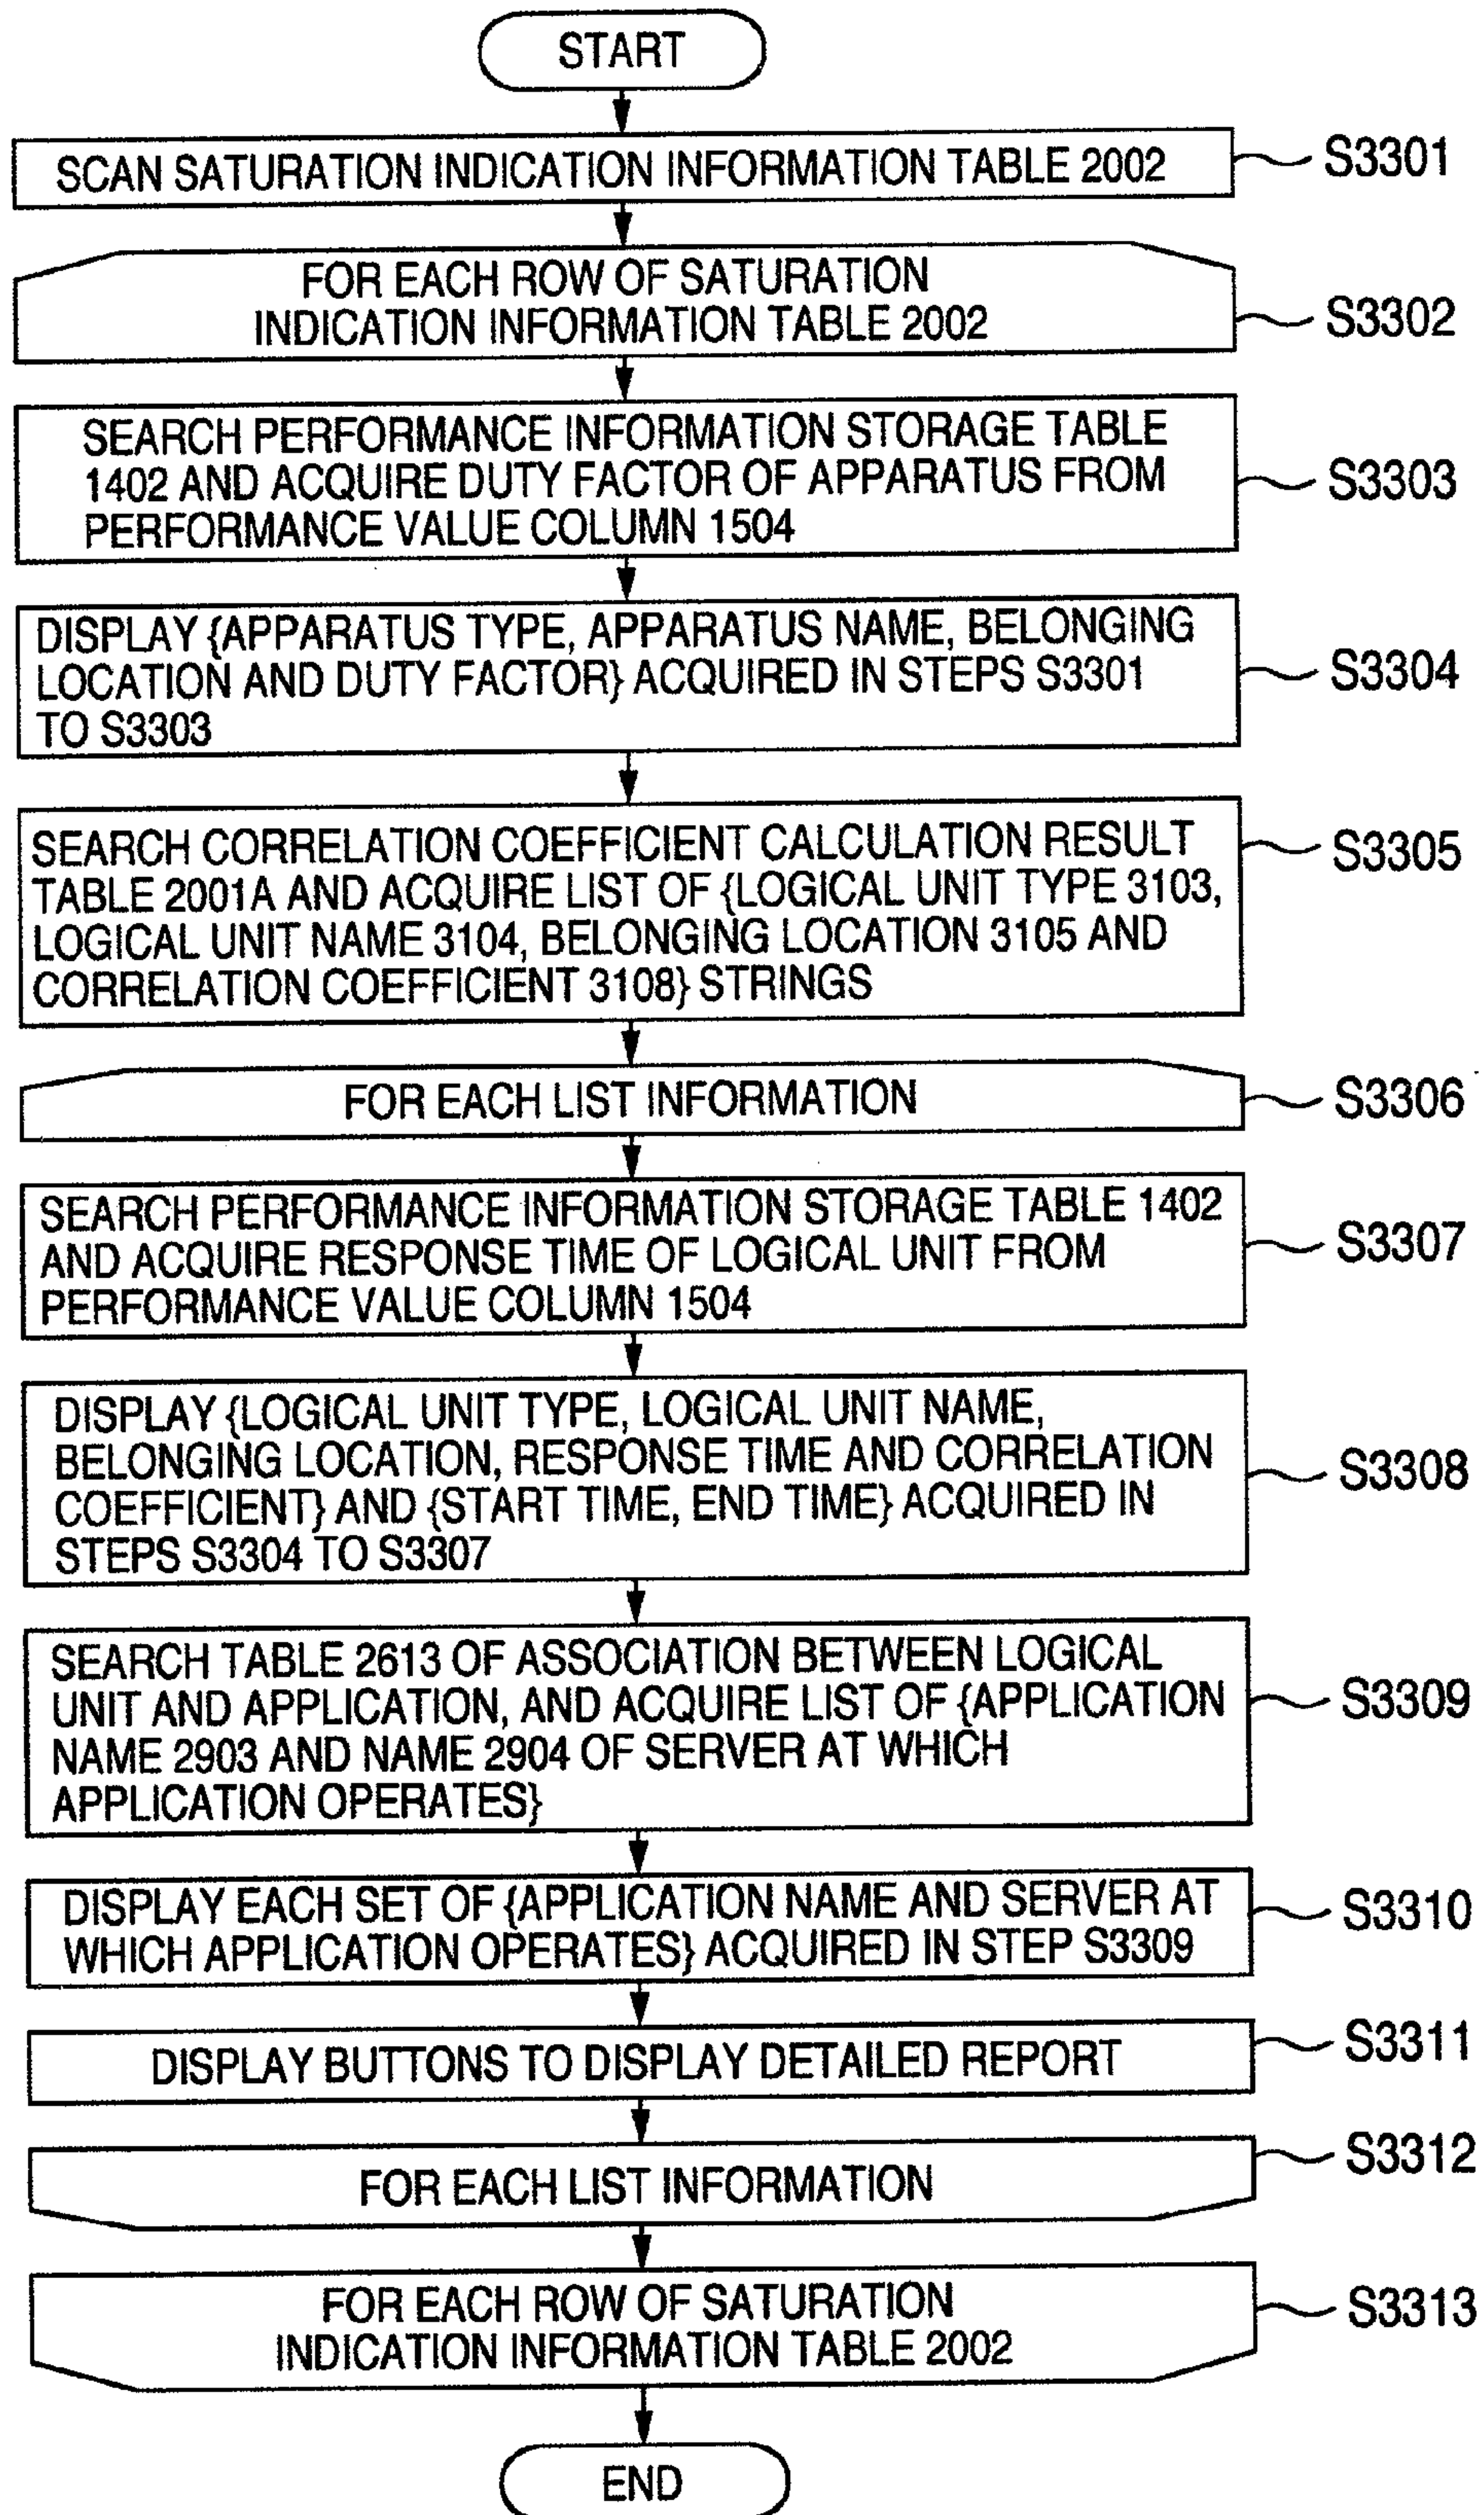 START
SCAN SATURATION INDICATION INFORMATION TABLE 2002
S3301
FOR EACH ROW OF SATURATION
INDICATION INFORMATION TABLE 2002
S3302
SEARCH PERFORMANCE INFORMATION STORAGE TABLE
1402 AND ACQUIRE DUTY FACTOR OF APPARATUS FROM
PERFORMANCE VALUE COLUMN 1504
S3303
DISPLAY {APPARATUS TYPE, APPARATUS NAME, BELONGING
LOCATION AND DUTY FACTOR} ACQUIRED IN STEPS S3301
TO S3303
S3304
SEARCH CORRELATION COEFFICIENT CALCULATION RESULT
TABLE 2001A AND ACQUIRE LIST OF {LOGICAL UNIT TYPE 3103,
LOGICAL UNIT NAME 3104, BELONGING LOCATION 3105 AND
CORRELATION COEFFICIENT 3108} STRINGS
S3305
FOR EACH LIST INFORMATION
S3306
SEARCH PERFORMANCE INFORMATION STORAGE TABLE 1402
AND ACQUIRE RESPONSE TIME OF LOGICAL UNIT FROM
PERFORMANCE VALUE COLUMN 1504
S3307
DISPLAY {LOGICAL UNIT TYPE, LOGICAL UNIT NAME,
BELONGING LOCATION, RESPONSE TIME AND CORRELATION
COEFFICIENT} AND {START TIME, END TIME} ACQUIRED IN
STEPS S3304 TO S3307
S3308
SEARCH TABLE 2613 OF ASSOCIATION BETWEEN LOGICAL
UNIT AND APPLICATION, AND ACQUIRE LIST OF {APPLICATION
NAME 2903 AND NAME 2904 OF SERVER AT WHICH
APPLICATION OPERATES}
S3309
DISPLAY EACH SET OF {APPLICATION NAME AND SERVER AT
WHICH APPLICATION OPERATES} ACQUIRED IN STEP S3309
S3310
DISPLAY BUTTONS TO DISPLAY DETAILED REPORT
S3311
FOR EACH LIST INFORMATION
S3312
FOR EACH ROW OF SATURATION
INDICATION INFORMATION TABLE 2002
S3313
END